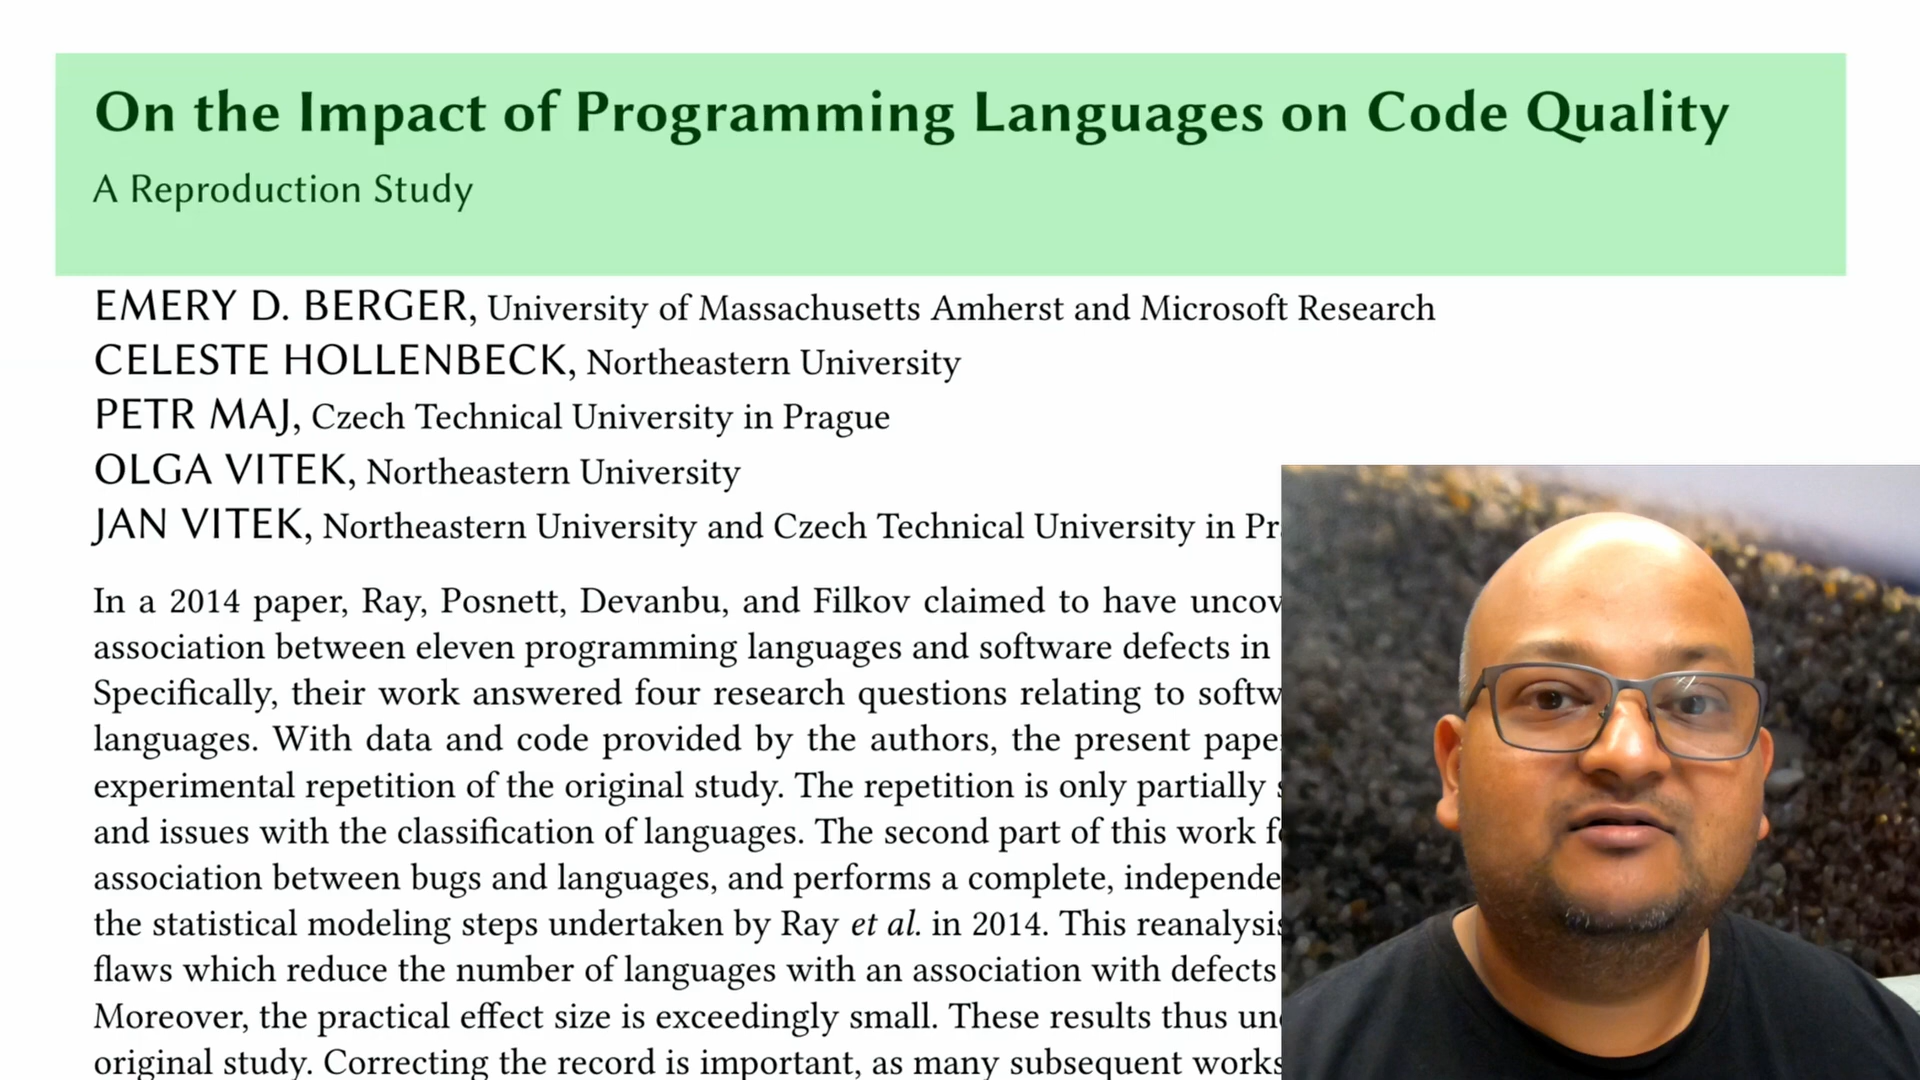 On the Impact of Programming Languages on Code Quality
A Reproduction Study
EMERY D. BERGER, University of Massachusetts Amherst and Microsoft Research
CELESTE HOLLENBECK, Northeastern University
PETR MAJ, Czech Technical University in Prague
OLGA VITEK, Northeastern University
JAN VITEK, Northeastern University and Czech Technical University in
In a 2014 paper, Ray, Posnett, Devanbu, and Filkov claimed to have
association between eleven programming languages and software defects in
Specifically, their work answered four research questions relating to
languages. With data and code provided by the authors, the present
experimental repetition of the original study. The repetition is only partially
and issues with the classification of languages. The second part of this work
association between bugs and languages, and performs a complete,
the statistical modeling steps undertaken by Ray et al. in 2014. This reanalysis
flaws which reduce the number of languages with an association with defects
Moreover, the practical effect size is exceedingly small. These results thus
original study. Correcting the record is important, as many subsequent works